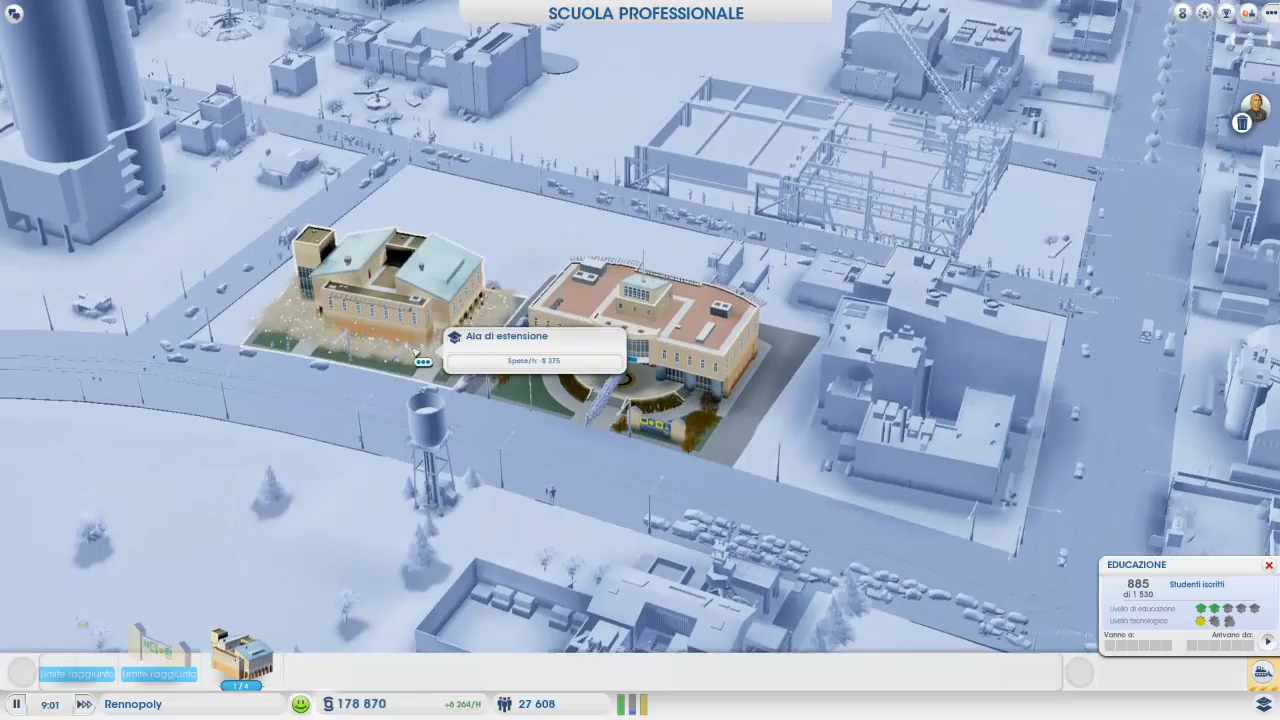 SCUOLA PROFESSIONALE
Ala di estensione
Spese/h: -§ 375
EDUCAZIONE
885
di 1 530
Studenti iscritti
Livello di educazione
Livello tecnologico
Vanno a:
Arrivano da:
Limite raggiunto
Limite raggiunto
1 / 4
9:01
Rennopoly
178 870
+6 264/H
27 608